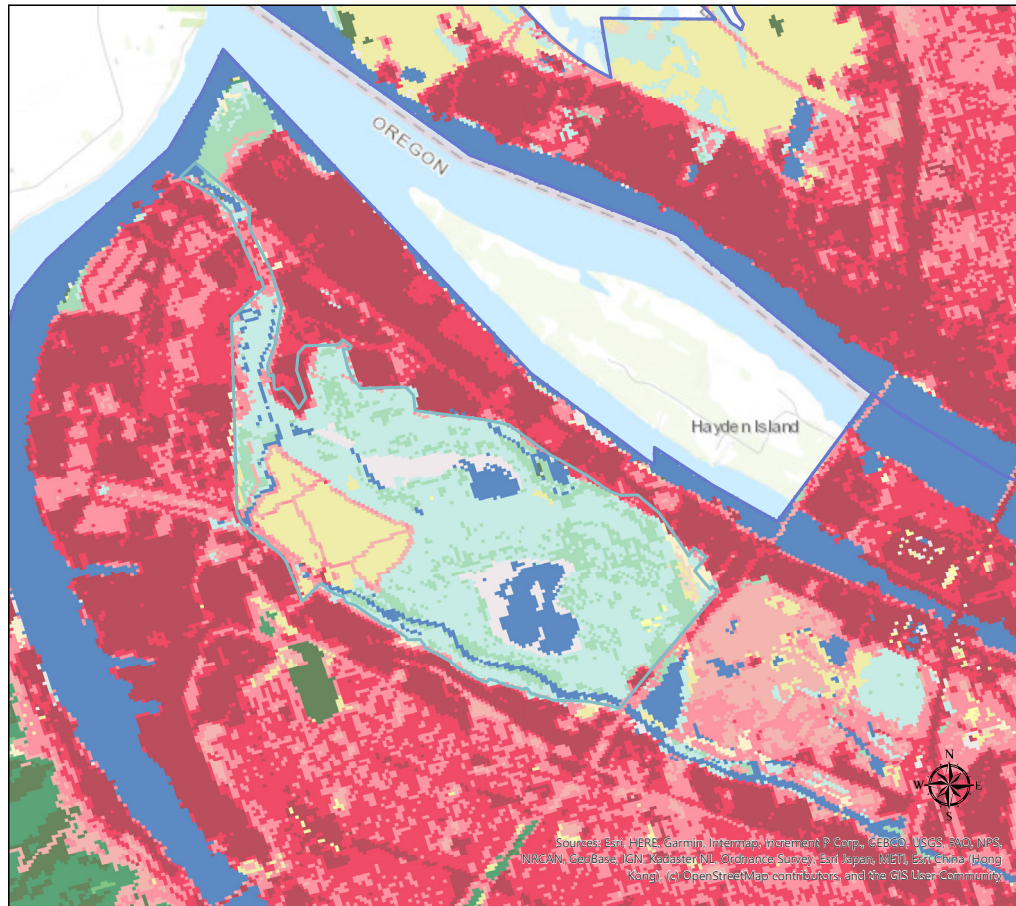 OREGON
Hayden Island
N
W E
S
Sources: Esri, HERE, Garmin, Intermap, increment P Corp., GEBCO, USGS, FAO, NPS,
NRCAN, GeoBase, IGN, Kadaster NL, Ordnance Survey, Esri Japan, METI, Esri China (Hong
Kong), (c) OpenStreetMap contributors, and the GIS User Community